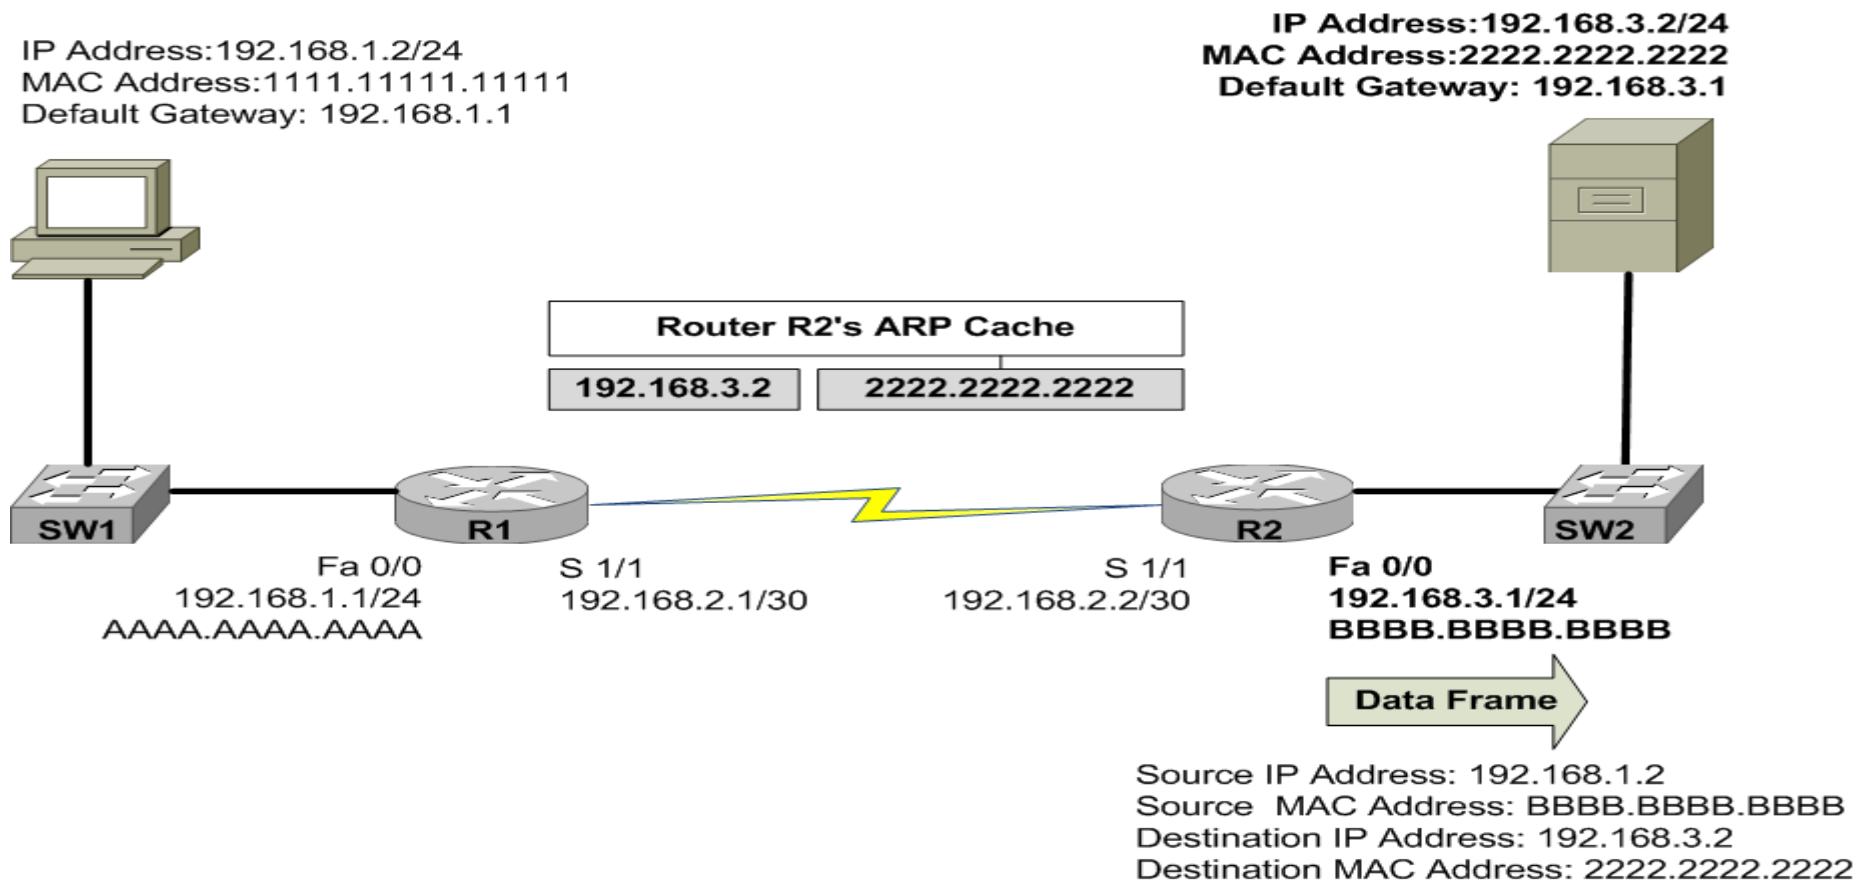 IP Address:192.168.1.2/24
MAC Address:1111.11111.11111
Default Gateway: 192.168.1.1
IP Address:192.168.3.2/24
MAC Address:2222.2222.2222
Default Gateway: 192.168.3.1
Router R2's ARP Cache
192.168.3.2
2222.2222.2222
SW1
R1
R2
SW2
Fa 0/0
192.168.1.1/24
AAAA.AAAA.AAAA
S 1/1
192.168.2.1/30
S 1/1
192.168.2.2/30
Fa 0/0
192.168.3.1/24
BBBB.BBBB.BBBB
Data Frame
Source IP Address: 192.168.1.2
Source MAC Address: BBBB.BBBB.BBBB
Destination IP Address: 192.168.3.2
Destination MAC Address: 2222.2222.2222